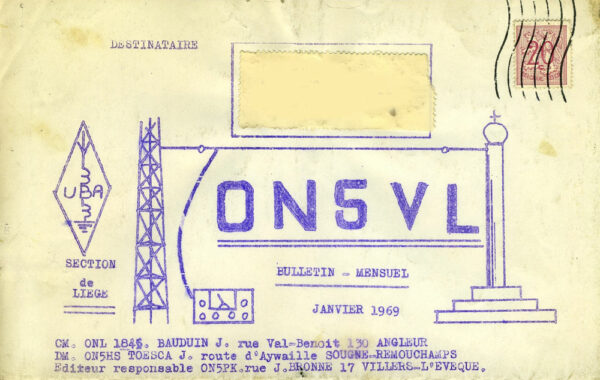 DESTINATAIRE
20
UBA
ON5VL
SECTION
de
LIEGE
BULLETIN - MENSUEL
JANVIER 1969
CM. ONL 1845. BAUDUIN J. rue Val-Benoit 130 ANGLEUR
DM. ON5HS TOESCA J. route d'Aywaille SOUGNE-REMOUCHAMPS
Editeur responsable ON5PK.rue J.BRONNE 17 VILLERS-L'EVEQUE.